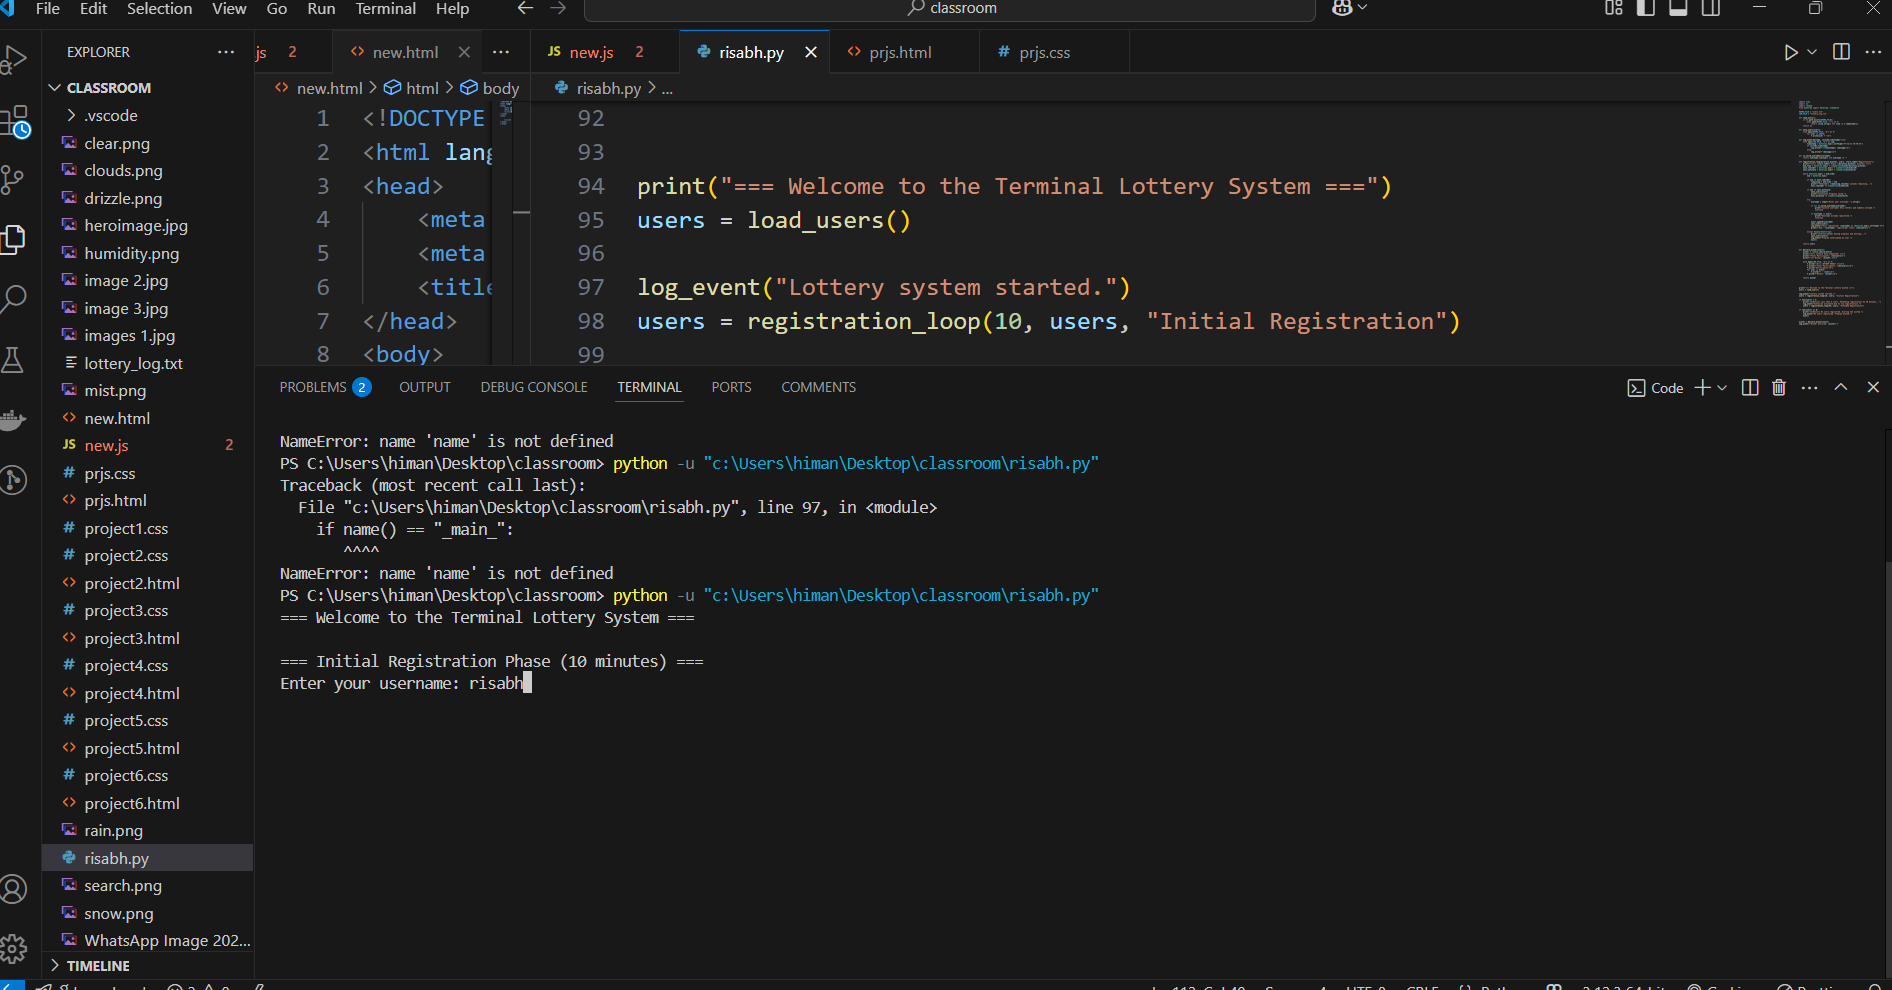 File Edit Selection View Go Run Terminal Help
classroom
EXPLORER
CLASSROOM
.vscode
clear.png
clouds.png
drizzle.png
heroimage.jpg
humidity.png
image 2.jpg
image 3.jpg
images 1.jpg
lottery_log.txt
mist.png
new.html
new.js 2
prjs.css
prjs.html
project1.css
project2.css
project2.html
project3.css
project3.html
project4.css
project4.html
project5.css
project5.html
project6.css
project6.html
rain.png
risabh.py
search.png
snow.png
WhatsApp Image 202...
TIMELINE
js 2 new.html
new.html > html > body
1 <!DOCTYPE
2 <html lang
3 <head>
4 <meta
5 <meta
6 <title
7 </head>
8 <body>
JS new.js 2 risabh.py prjs.html # prjs.css
risabh.py > ...
92
93
94 print("=== Welcome to the Terminal Lottery System ===")
95 users = load_users()
96
97 log_event("Lottery system started.")
98 users = registration_loop(10, users, "Initial Registration")
99
PROBLEMS 2 OUTPUT DEBUG CONSOLE TERMINAL PORTS COMMENTS
Code
NameError: name 'name' is not defined
PS C:\Users\himan\Desktop\classroom> python -u "c:\Users\himan\Desktop\classroom\risabh.py"
Traceback (most recent call last):
File "c:\Users\himan\Desktop\classroom\risabh.py", line 97, in <module>
if name() == "_main_":
^^^^
NameError: name 'name' is not defined
PS C:\Users\himan\Desktop\classroom> python -u "c:\Users\himan\Desktop\classroom\risabh.py"
=== Welcome to the Terminal Lottery System ===
=== Initial Registration Phase (10 minutes) ===
Enter your username: risabh